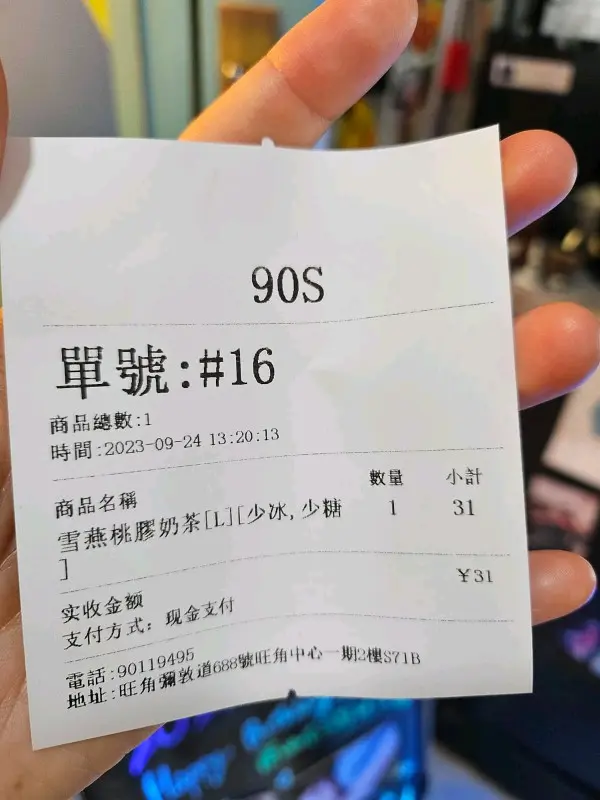 90S
單號:#16
商品總數:1
時間:2023-09-24 13:20:13
商品名稱 數量 小計
雪燕桃膠奶茶[L][少冰,少糖 1 31
]
实收金额 ¥31
支付方式: 现金支付
電話:90119495
地址:旺角彌敦道688號旺角中心一期2樓S71B
Happy